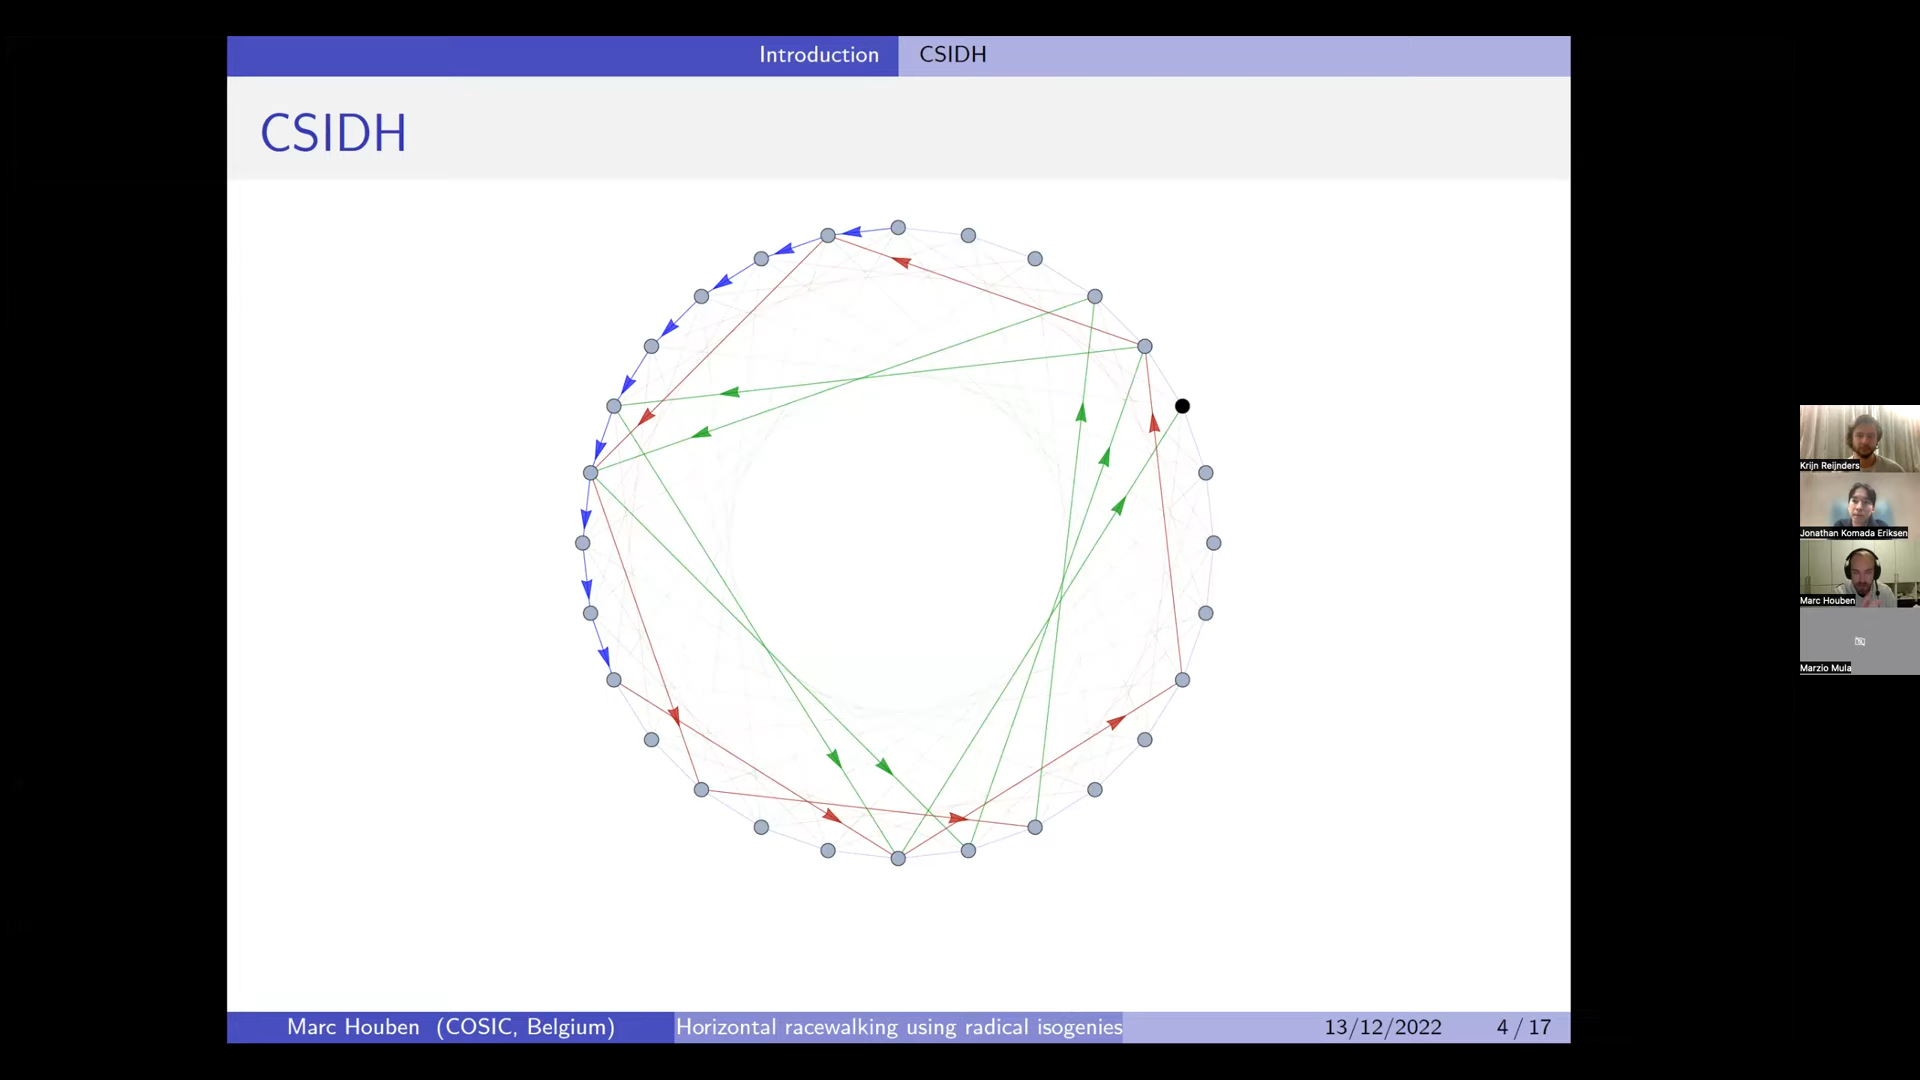 Introduction CSIDH
CSIDH
Krijn Reijnders
Jonathan Komada Eriksen
Marc Houben
Marzio Mula
Marc Houben (COSIC, Belgium) Horizontal racewalking using radical isogenies 13/12/2022 4 / 17